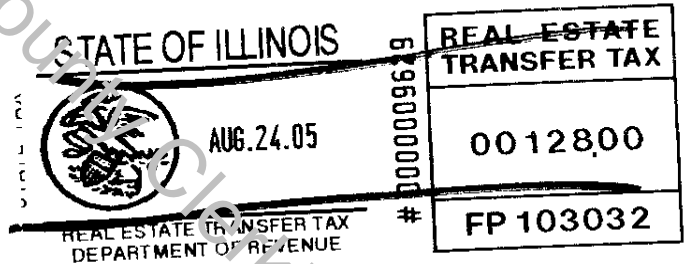 STATE OF ILLINOIS
AUG.24.05
REAL ESTATE TRANSFER TAX
DEPARTMENT OF REVENUE
# 0000009629
REAL ESTATE
TRANSFER TAX
00128,00
FP 103032